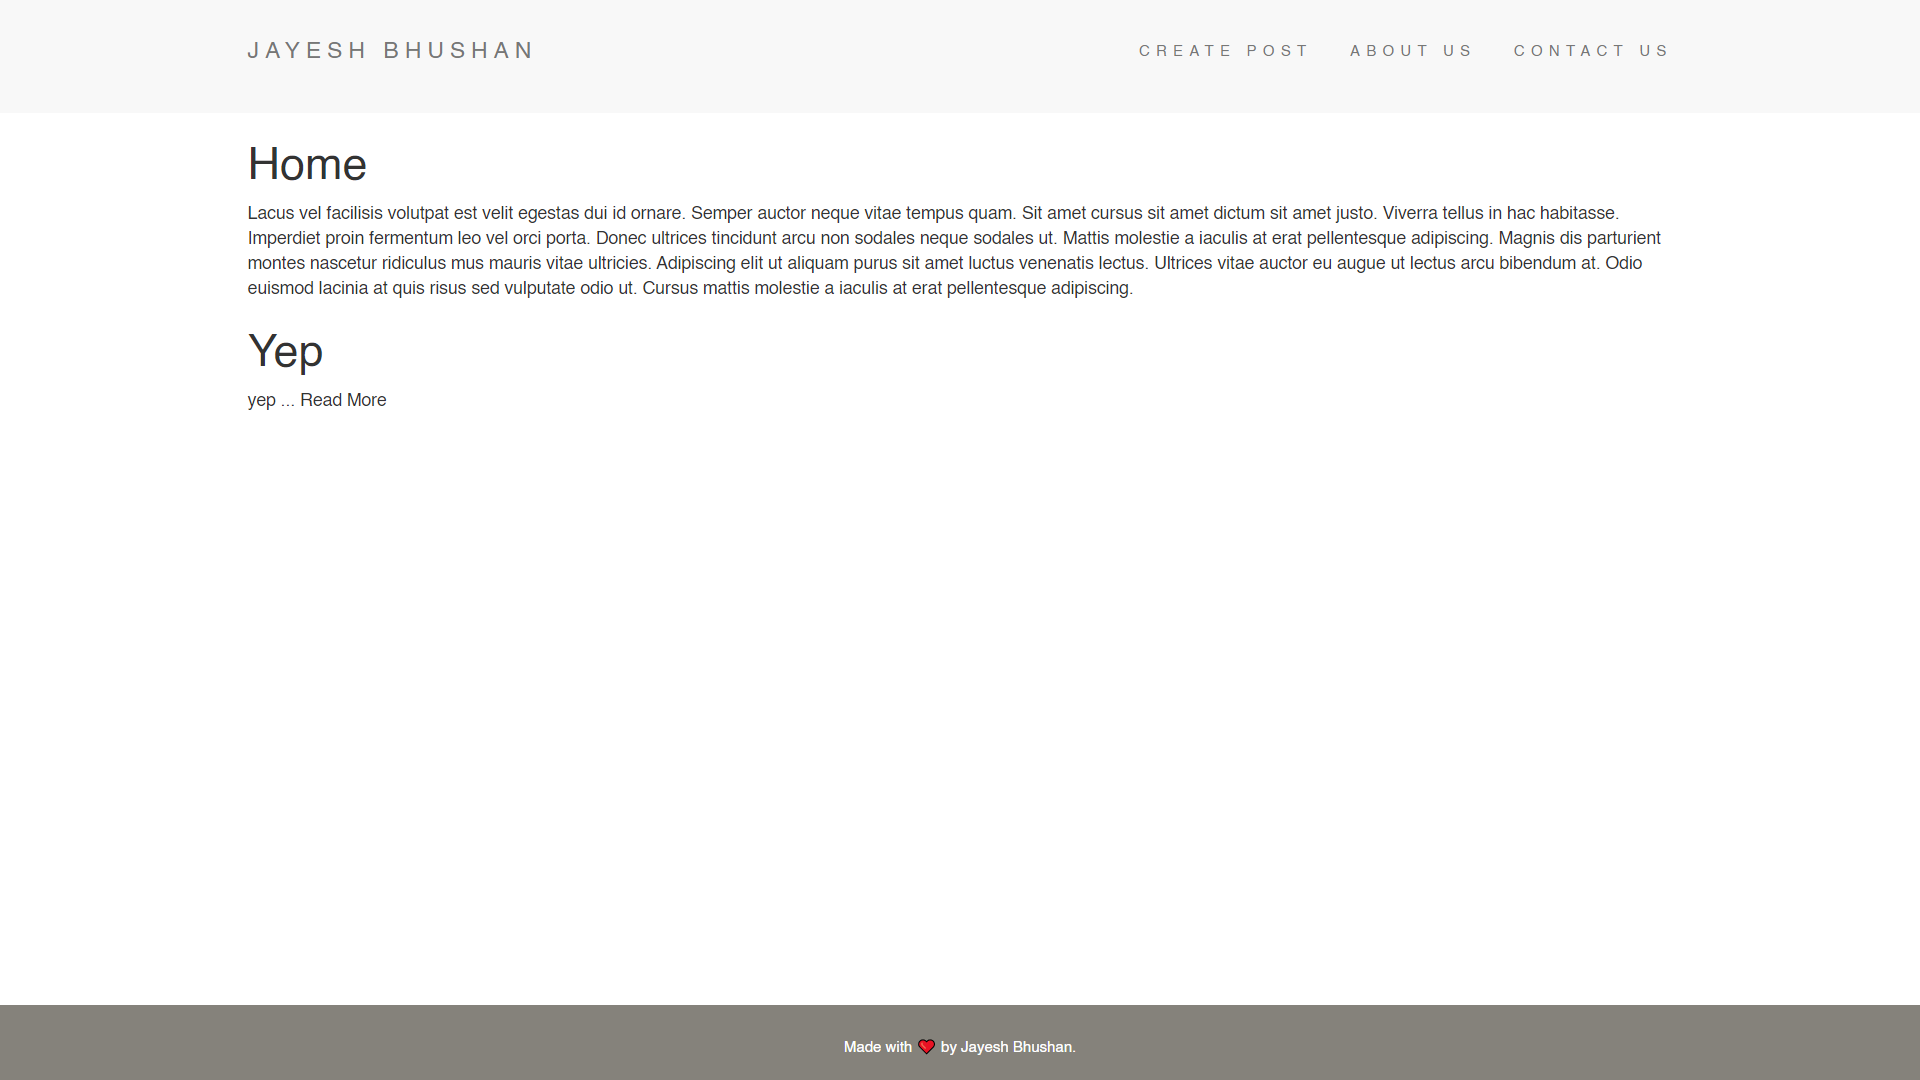 JAYESH BHUSHAN
CREATE POST ABOUT US CONTACT US
Home
Lacus vel facilisis volutpat est velit egestas dui id ornare. Semper auctor neque vitae tempus quam. Sit amet cursus sit amet dictum sit amet justo. Viverra tellus in hac habitasse.
Imperdiet proin fermentum leo vel orci porta. Donec ultrices tincidunt arcu non sodales neque sodales ut. Mattis molestie a iaculis at erat pellentesque adipiscing. Magnis dis parturient
montes nascetur ridiculus mus mauris vitae ultricies. Adipiscing elit ut aliquam purus sit amet luctus venenatis lectus. Ultrices vitae auctor eu augue ut lectus arcu bibendum at. Odio
euismod lacinia at quis risus sed vulputate odio ut. Cursus mattis molestie a iaculis at erat pellentesque adipiscing.
Yep
yep ... Read More
Made with ❤️ by Jayesh Bhushan.